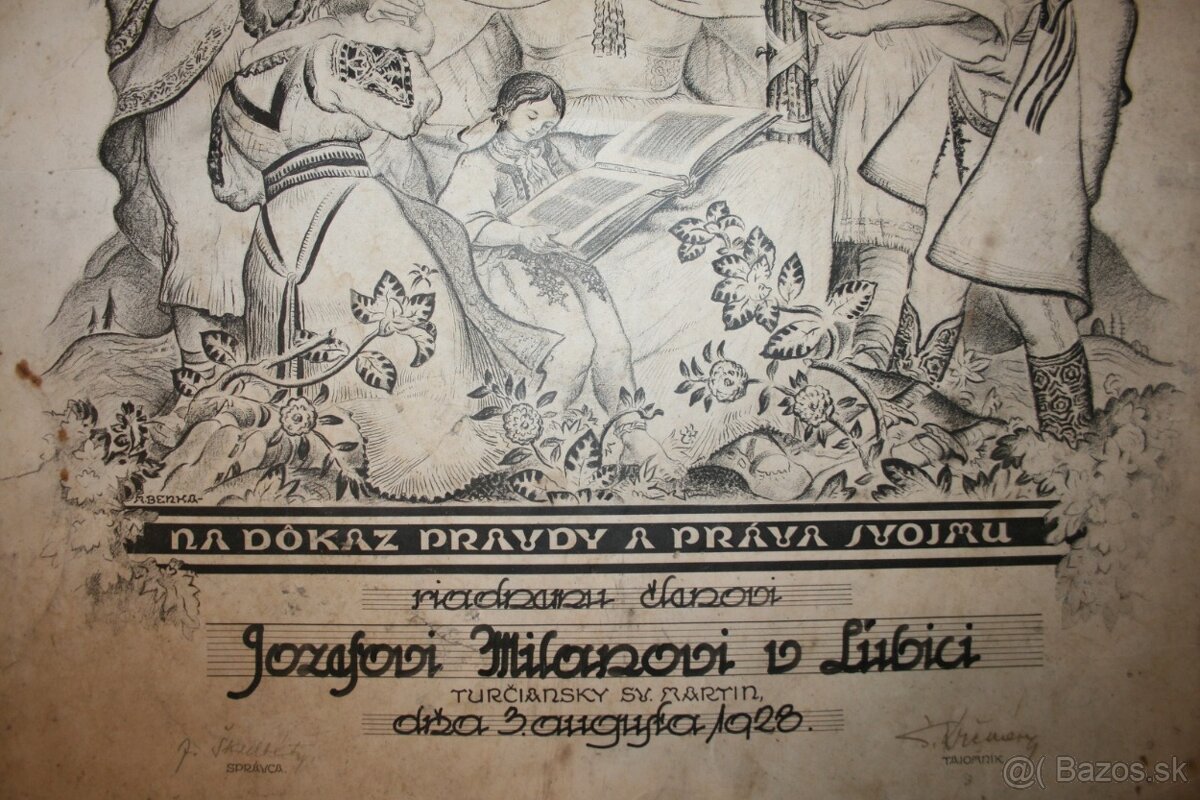 M. BENKA
NA DÔKAZ PRAVDY A PRÁVA SVOJMU
riadnemu členovi
Jozefovi Milanovi v Ľubici
TURČIANSKY SV. MARTIN,
dňa 3. augusta 1928.
SPRÁVCA.
TAJOMNÍK
@( Bazos.sk